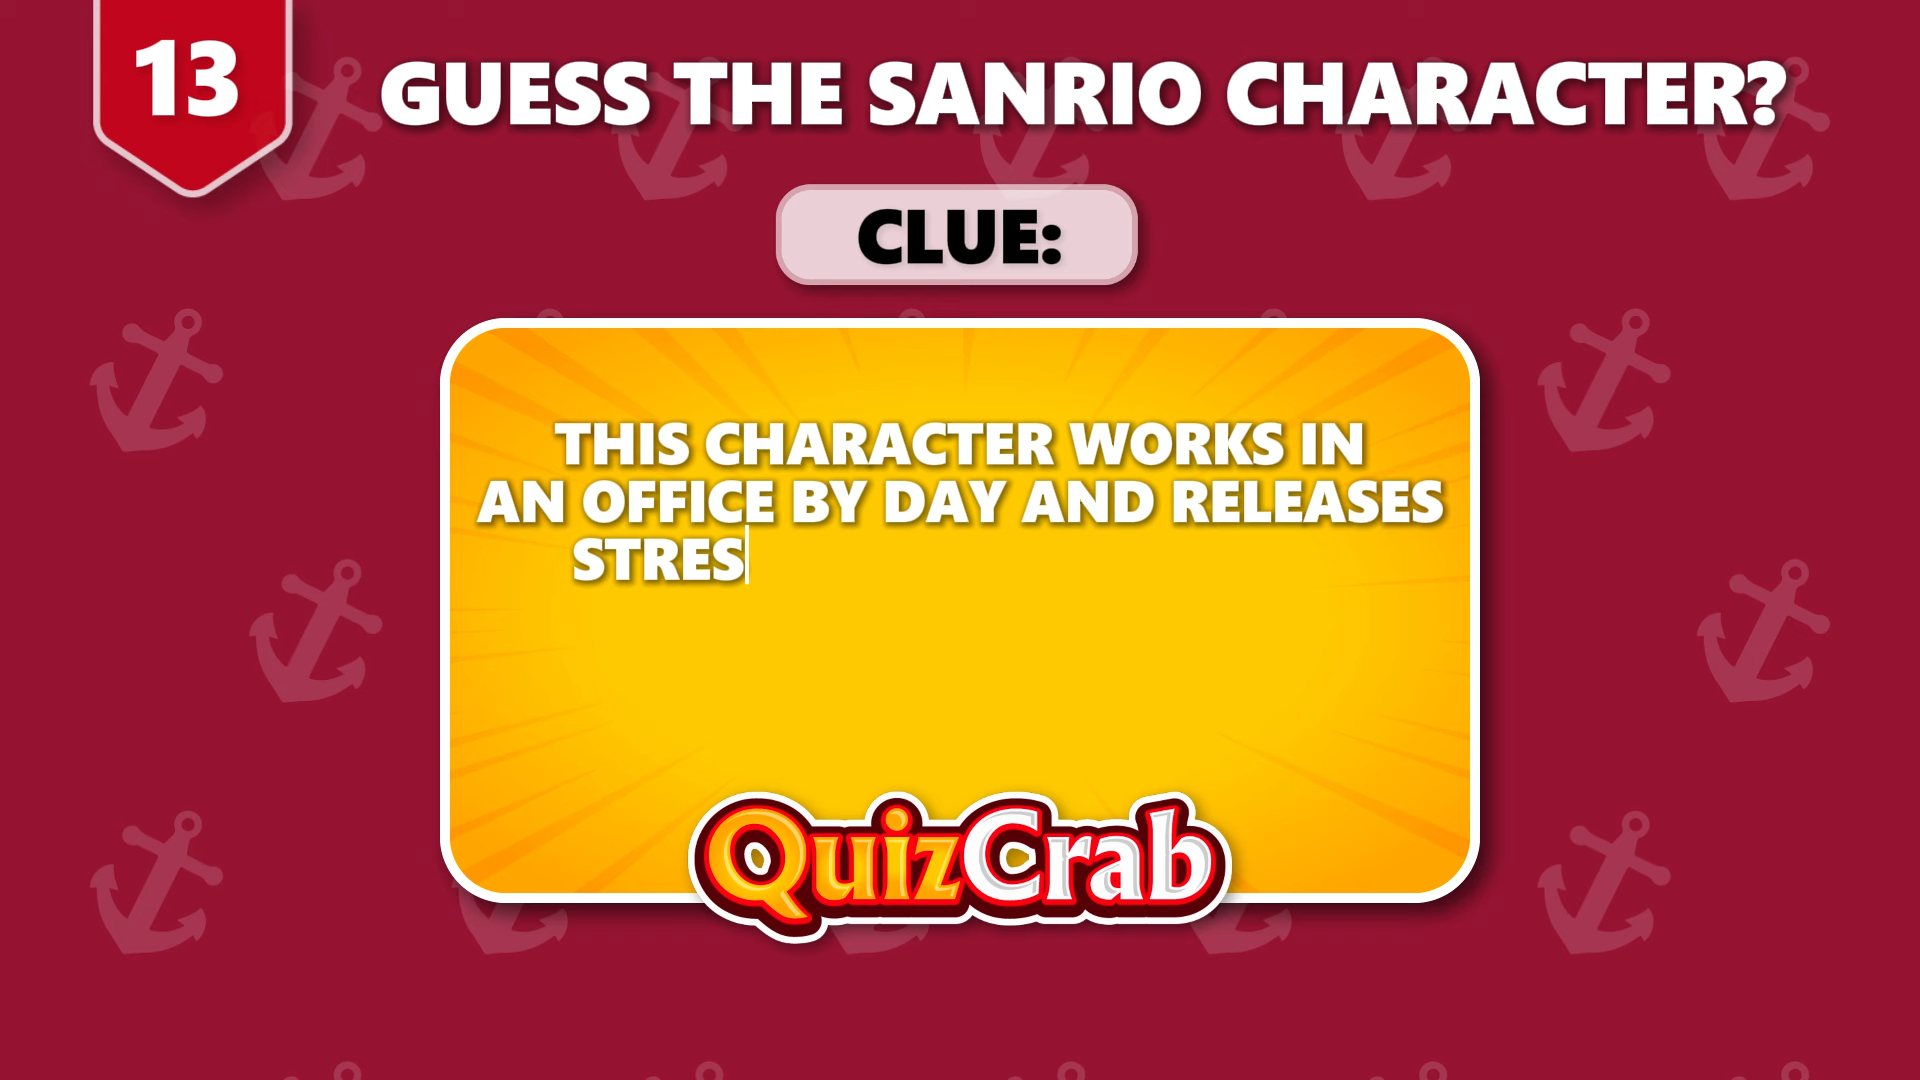 13
GUESS THE SANRIO CHARACTER?
CLUE:
THIS CHARACTER WORKS IN
AN OFFICE BY DAY AND RELEASES
STRES
QuizCrab